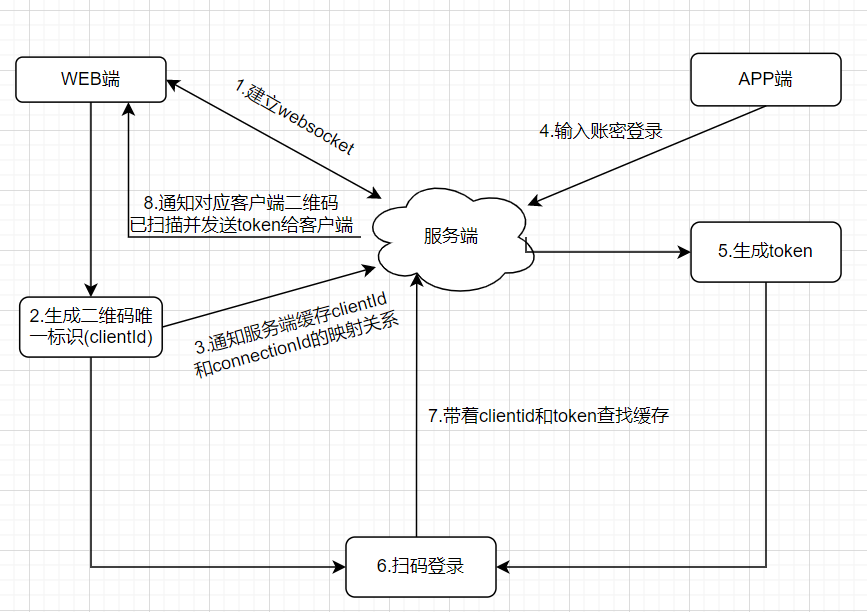 WEB端
APP端
1.建立websocket
4.输入账密登录
8.通知对应客户端二维码
已扫描并发送token给客户端
服务端
5.生成token
2.生成二维码唯
一标识(clientId)
3.通知服务端缓存clientId
和connectionId的映射关系
7.带着clientid和token查找缓存
6.扫码登录